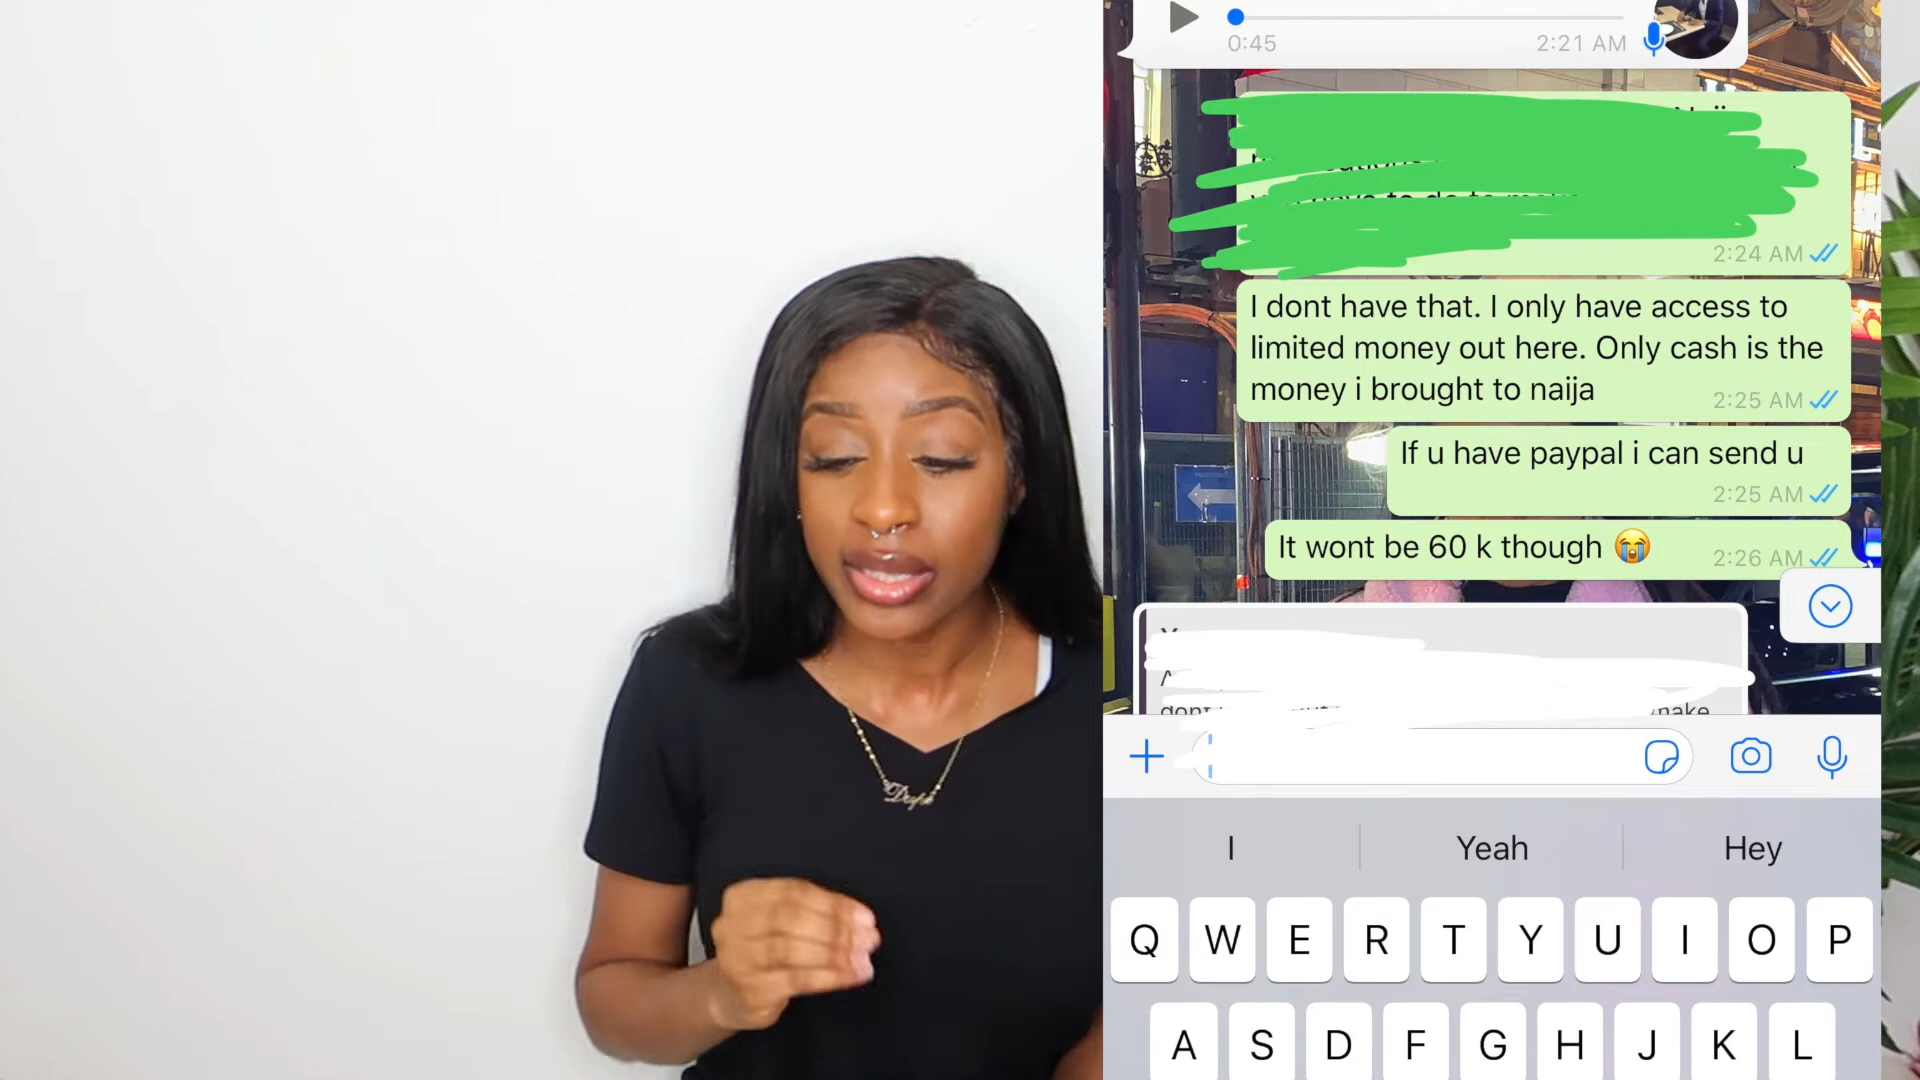 0:45
2:21 AM
2:24 AM
I dont have that. I only have access to
limited money out here. Only cash is the
money i brought to naija
2:25 AM
If u have paypal i can send u
2:25 AM
It wont be 60 k though 😭
2:26 AM
I
Yeah
Hey
Q W E R T Y U I O P
A S D F G H J K L